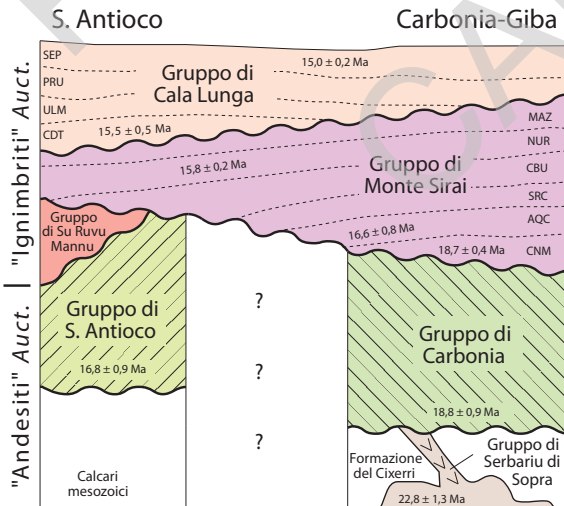 S. Antioco
Carbonia-Giba
"Ignimbriti" Auct.
"Andesiti" Auct.
SEP
PRU
ULM
CDT
Gruppo di
Cala Lunga
15,0 ± 0,2 Ma
15,5 ± 0,5 Ma
MAZ
NUR
CBU
SRC
AQC
CNM
15,8 ± 0,2 Ma
Gruppo di
Monte Sirai
16,6 ± 0,8 Ma
18,7 ± 0,4 Ma
Gruppo
di Su Ruvu
Mannu
Gruppo di
S. Antioco
16,8 ± 0,9 Ma
?
?
?
Gruppo di
Carbonia
18,8 ± 0,9 Ma
Calcari
mesozoici
Formazione
del Cixerri
Gruppo di
Serbariu di
Sopra
22,8 ± 1,3 Ma